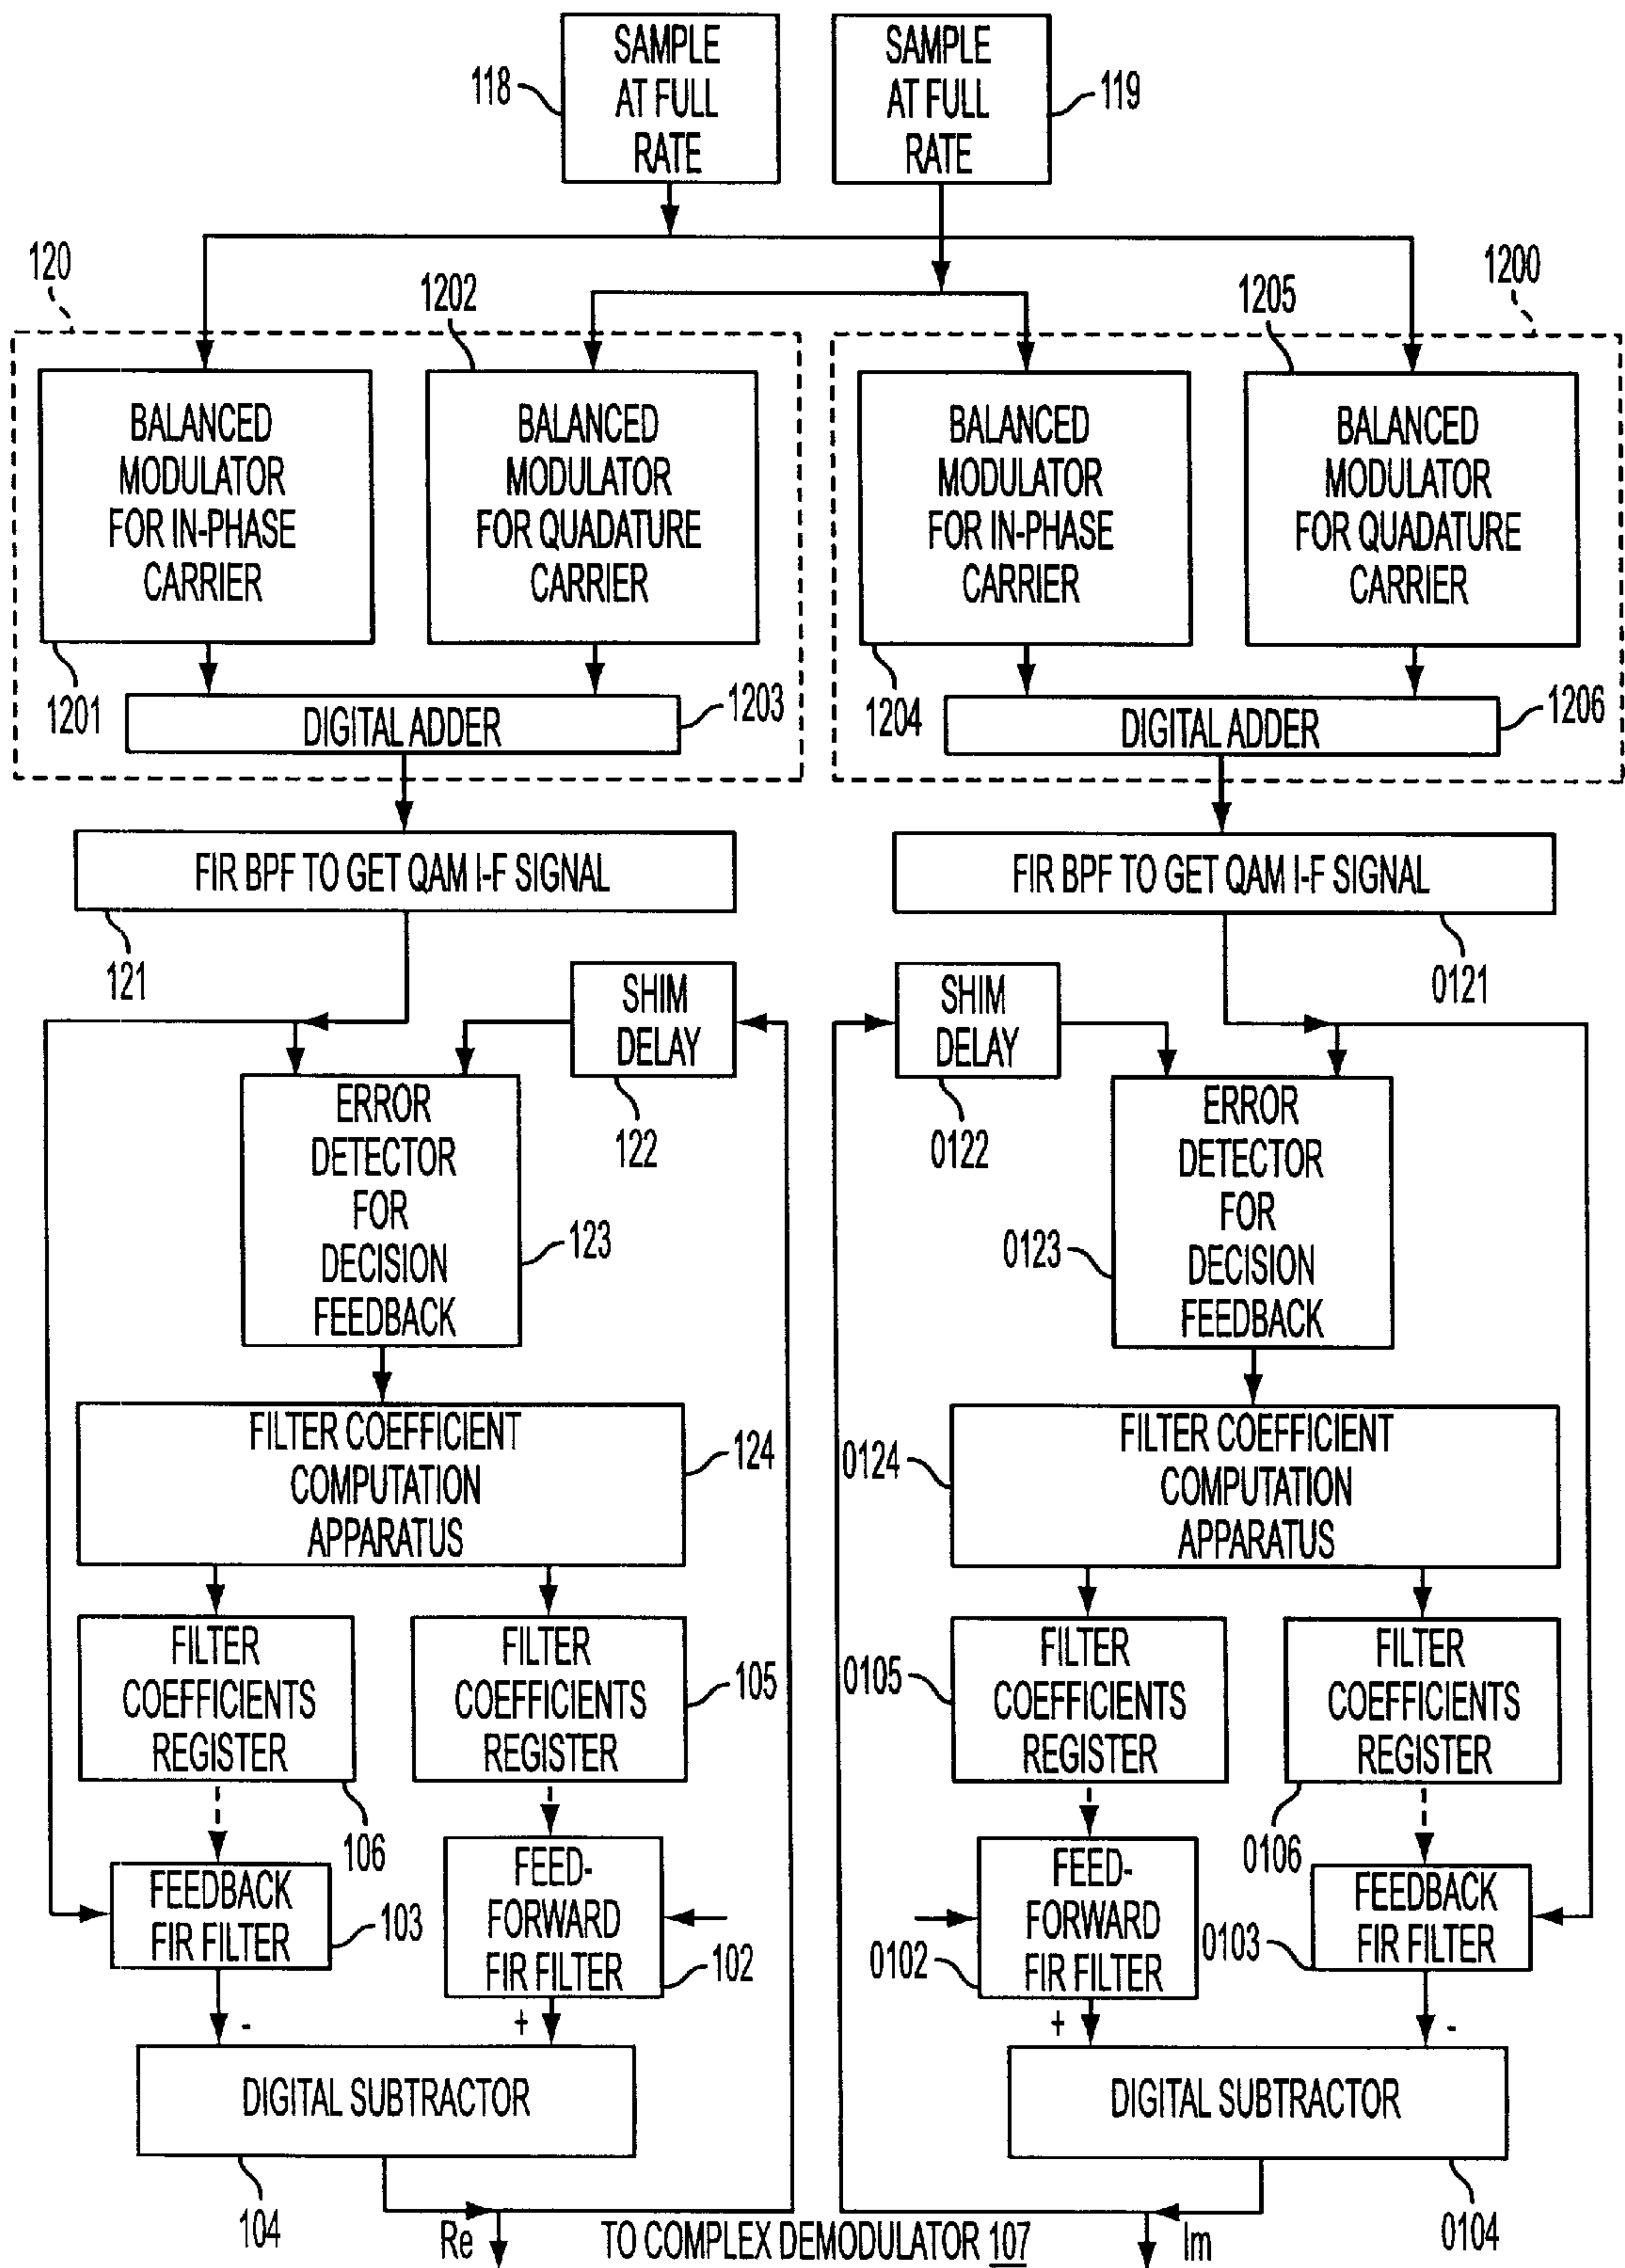 SAMPLE
AT FULL
RATE
118
SAMPLE
AT FULL
RATE
119
120
1202
1205
1200
BALANCED
MODULATOR
FOR IN-PHASE
CARRIER
BALANCED
MODULATOR
FOR QUADATURE
CARRIER
BALANCED
MODULATOR
FOR IN-PHASE
CARRIER
BALANCED
MODULATOR
FOR QUADATURE
CARRIER
1201
DIGITAL ADDER
1203
1204
DIGITAL ADDER
1206
FIR BPF TO GET QAM I-F SIGNAL
FIR BPF TO GET QAM I-F SIGNAL
121
0121
SHIM
DELAY
122
SHIM
DELAY
0122
ERROR
DETECTOR
FOR
DECISION
FEEDBACK
123
0123
ERROR
DETECTOR
FOR
DECISION
FEEDBACK
FILTER COEFFICIENT
COMPUTATION
APPARATUS
124
0124
FILTER COEFFICIENT
COMPUTATION
APPARATUS
FILTER
COEFFICIENTS
REGISTER
106
FILTER
COEFFICIENTS
REGISTER
105
0105
FILTER
COEFFICIENTS
REGISTER
FILTER
COEFFICIENTS
REGISTER
0106
FEEDBACK
FIR FILTER
103
FEED-
FORWARD
FIR FILTER
102
0102
FEED-
FORWARD
FIR FILTER
0103
FEEDBACK
FIR FILTER
- +
+ -
DIGITAL SUBTRACTOR
DIGITAL SUBTRACTOR
104
0104
Re TO COMPLEX DEMODULATOR 107 Im